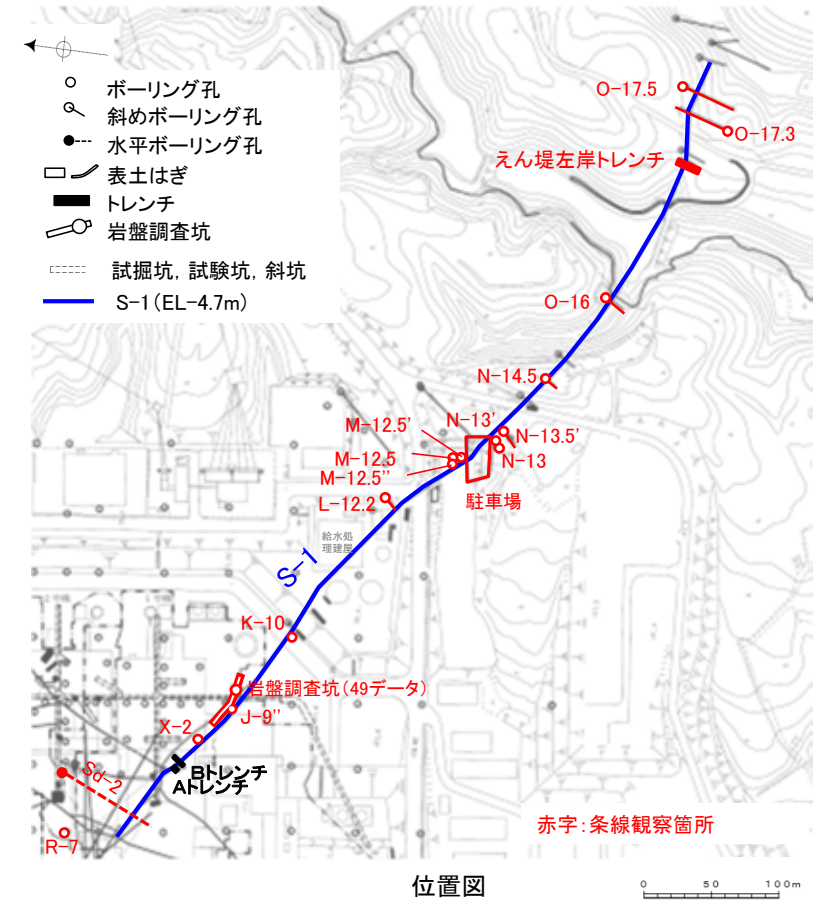 ボーリング孔
斜めボーリング孔
水平ボーリング孔
表土はぎ
トレンチ
岩盤調査坑
試掘坑，試験坑，斜坑
S-1（EL-4.7m）
O-17.5
O-17.3
えん堤左岸トレンチ
O-16
N-14.5
N-13'
M-12.5'
N-13.5'
M-12.5
N-13
M-12.5''
L-12.2
駐車場
給水処
理建屋
S-1
K-10
岩盤調査坑（49データ）
J-9''
X-2
Bトレンチ
Aトレンチ
Sd-2
R-7
赤字：条線観察箇所
位置図
0 50 100m